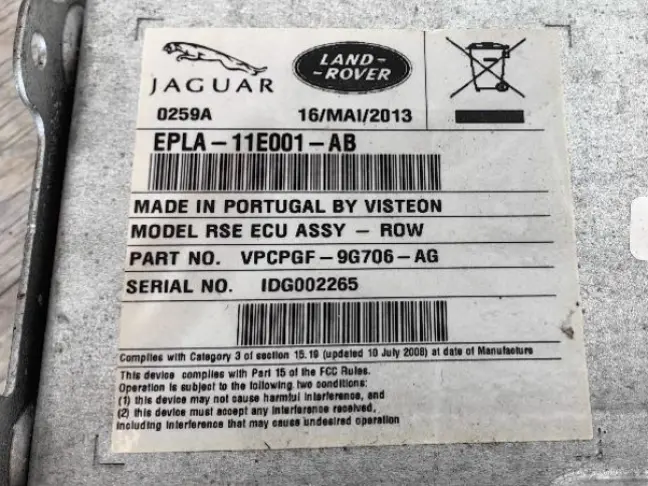 JAGUAR
LAND-
-ROVER
0259A 16/MAI/2013
EPLA-11E001-AB
MADE IN PORTUGAL BY VISTEON
MODEL RSE ECU ASSY - ROW
PART NO. VPCPGF-9G706-AG
SERIAL NO. IDG002265
Complies with Category 3 of section 15.19 (updated 10 July 2008) at date of Manufacture
This device complies with Part 15 of the FCC Rules.
Operation is subject to the following two conditions:
(1) this device may not cause harmful interference, and
(2) this device must accept any interference received,
including interference that may cause undesired operation